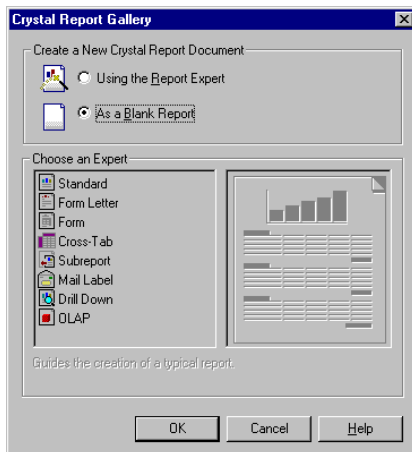 Crystal Report Gallery
Create a New Crystal Report Document
Using the Report Expert
As a Blank Report
Choose an Expert
Standard
Form Letter
Form
Cross-Tab
Subreport
Mail Label
Drill Down
OLAP
Guides the creation of a typical report.
OK Cancel Help